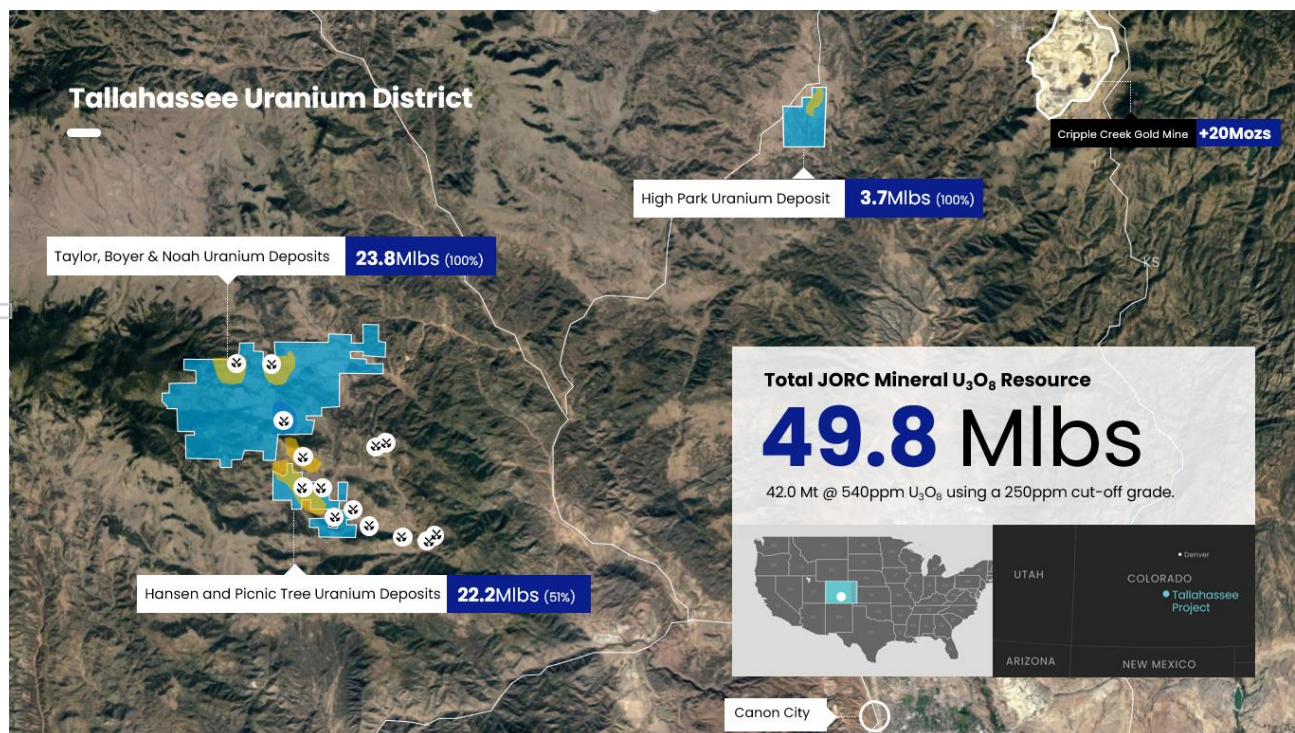 Tallahassee Uranium District
Cripple Creek Gold Mine +20Mozs
High Park Uranium Deposit 3.7Mlbs (100%)
Taylor, Boyer & Noah Uranium Deposits 23.8Mlbs (100%)
KS
Total JORC Mineral U₃O₈ Resource
49.8 Mlbs
42.0 Mt @ 540ppm U₃O₈ using a 250ppm cut-off grade.
Hansen and Picnic Tree Uranium Deposits 22.2Mlbs (51%)
Denver
UTAH
COLORADO
Tallahassee
Project
ARIZONA
NEW MEXICO
Canon City